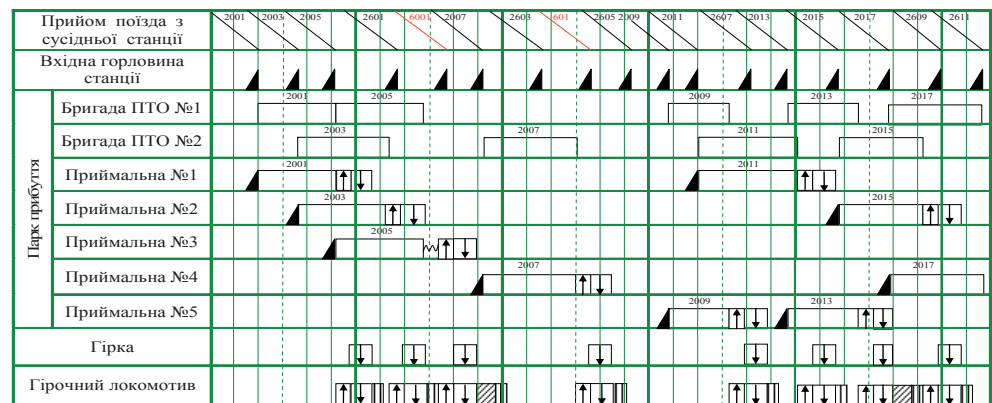 Прийом поїзда з
сусідньої станції
2001 2003 2005 2601 6001 2007 2603 601 2605 2009 2011 2607 2013 2015 2017 2609 2611
Вхідна горловина
станції
Парк прибуття
Бригада ПТО №1
2001 2005 2009 2013 2017
Бригада ПТО №2
2003 2007 2011 2015
Приймальна №1
2001 2011
Приймальна №2
2003 2015
Приймальна №3
2005
Приймальна №4
2007 2017
Приймальна №5
2009 2013
Гірка
Гірочний локомотив